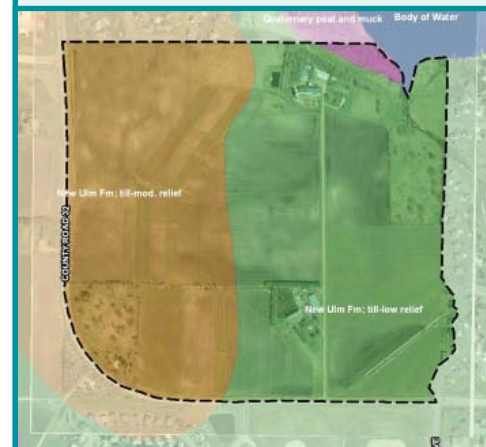 Quaternary peat and muck
Body of Water
New Ulm Fm; till-mod. relief
COUNTY ROAD 32
New Ulm Fm; till-low relief